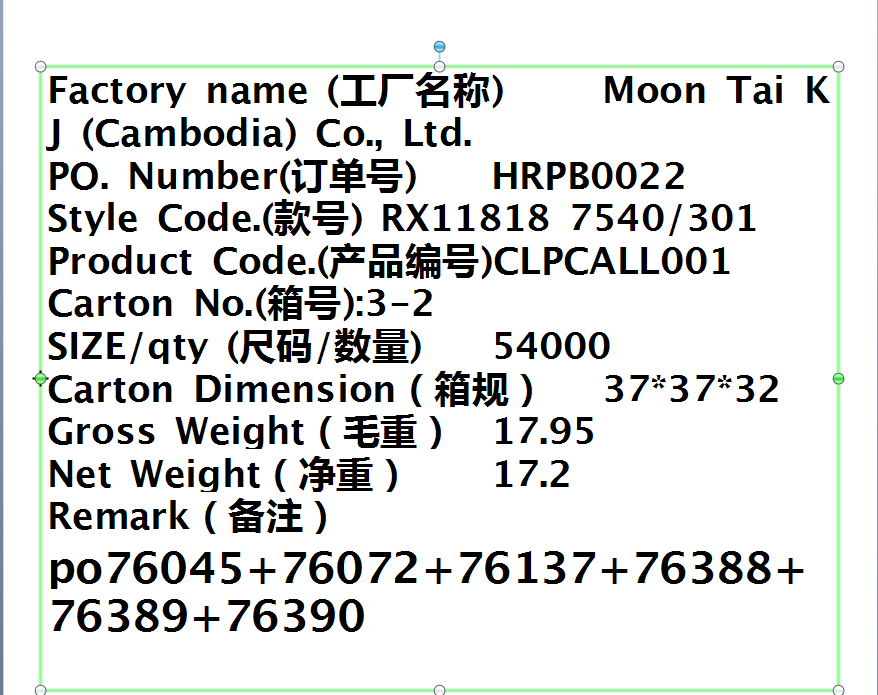 Factory name (工厂名称) Moon Tai K
J (Cambodia) Co., Ltd.
PO. Number(订单号) HRPB0022
Style Code.(款号) RX11818 7540/301
Product Code.(产品编号)CLPCALL001
Carton No.(箱号):3-2
SIZE/qty (尺码/数量) 54000
Carton Dimension（箱规） 37*37*32
Gross Weight（毛重） 17.95
Net Weight（净重） 17.2
Remark（备注）
po76045+76072+76137+76388+
76389+76390